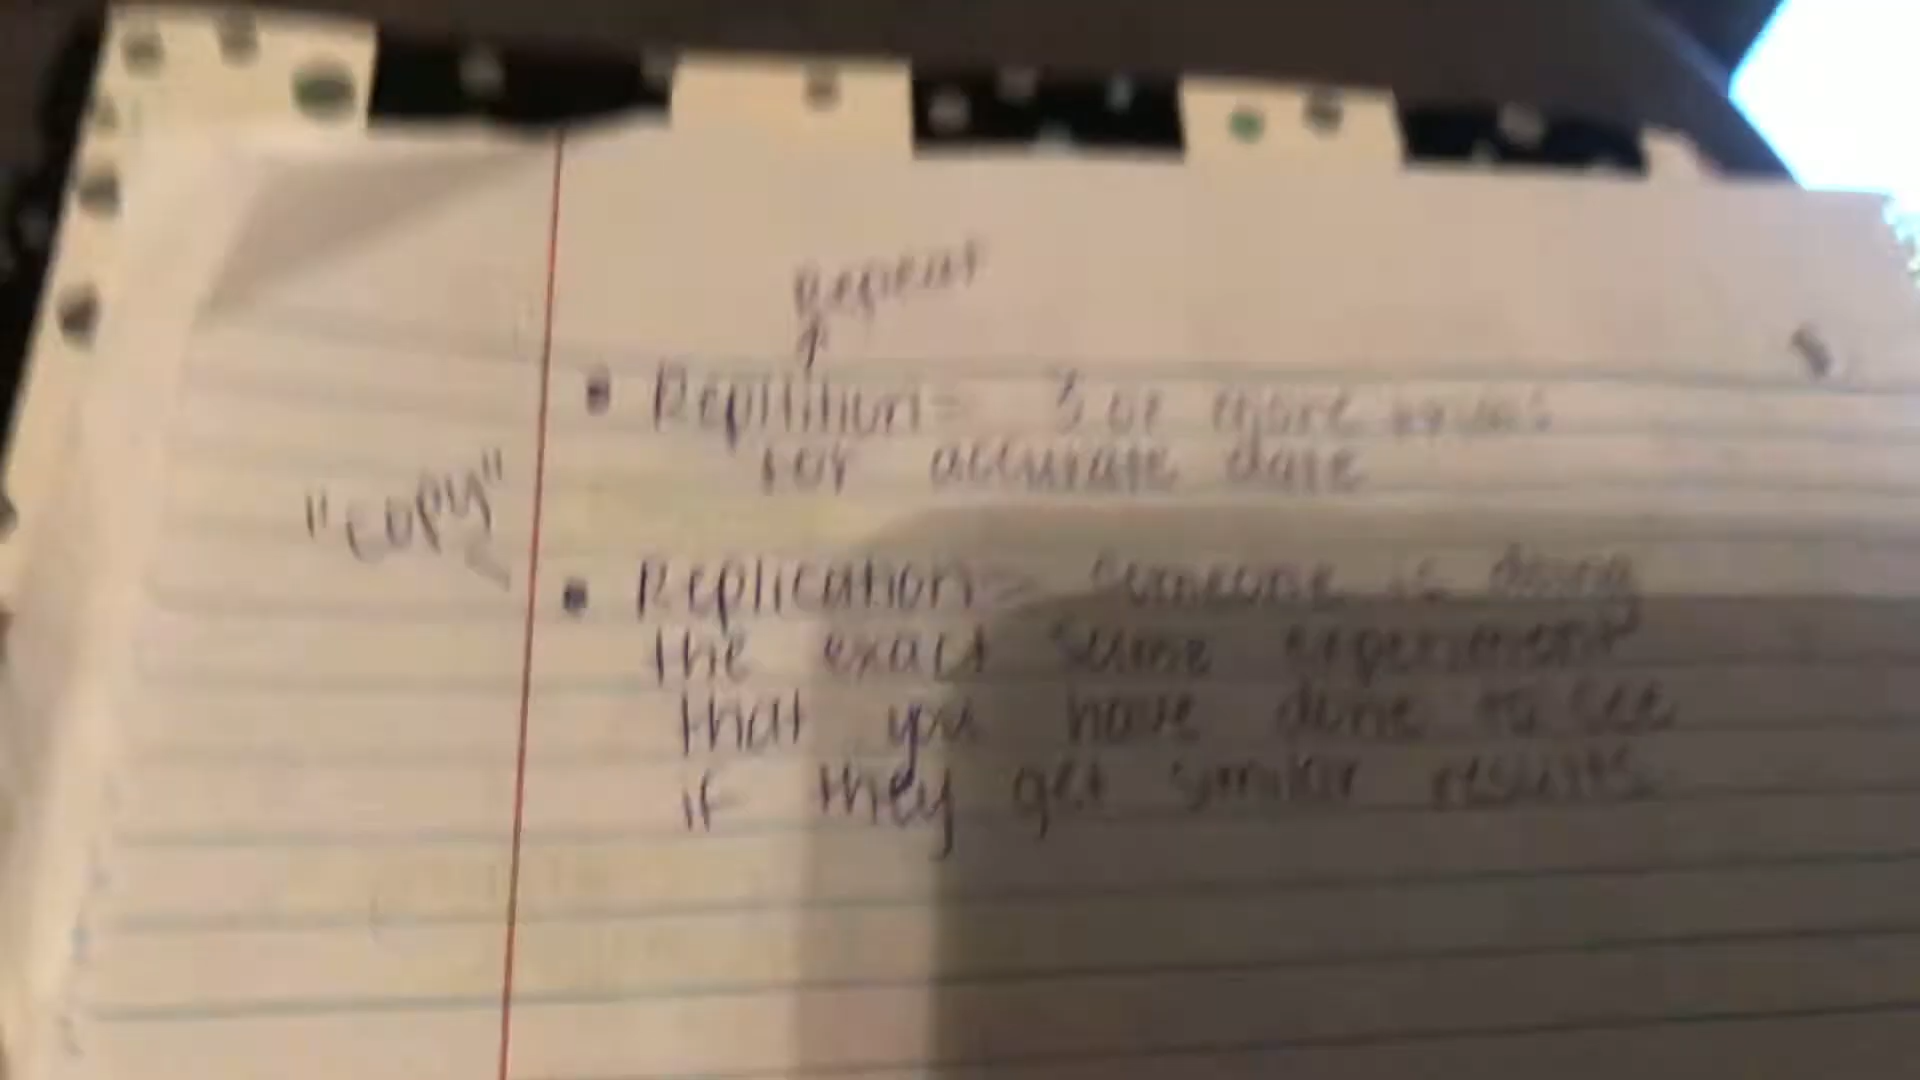 Repeat
• Repitition = 3 or more trials
for accurate data
"copy"
• Replication = someone is doing
the exact same experiment
that you have done to see
if they get similar results